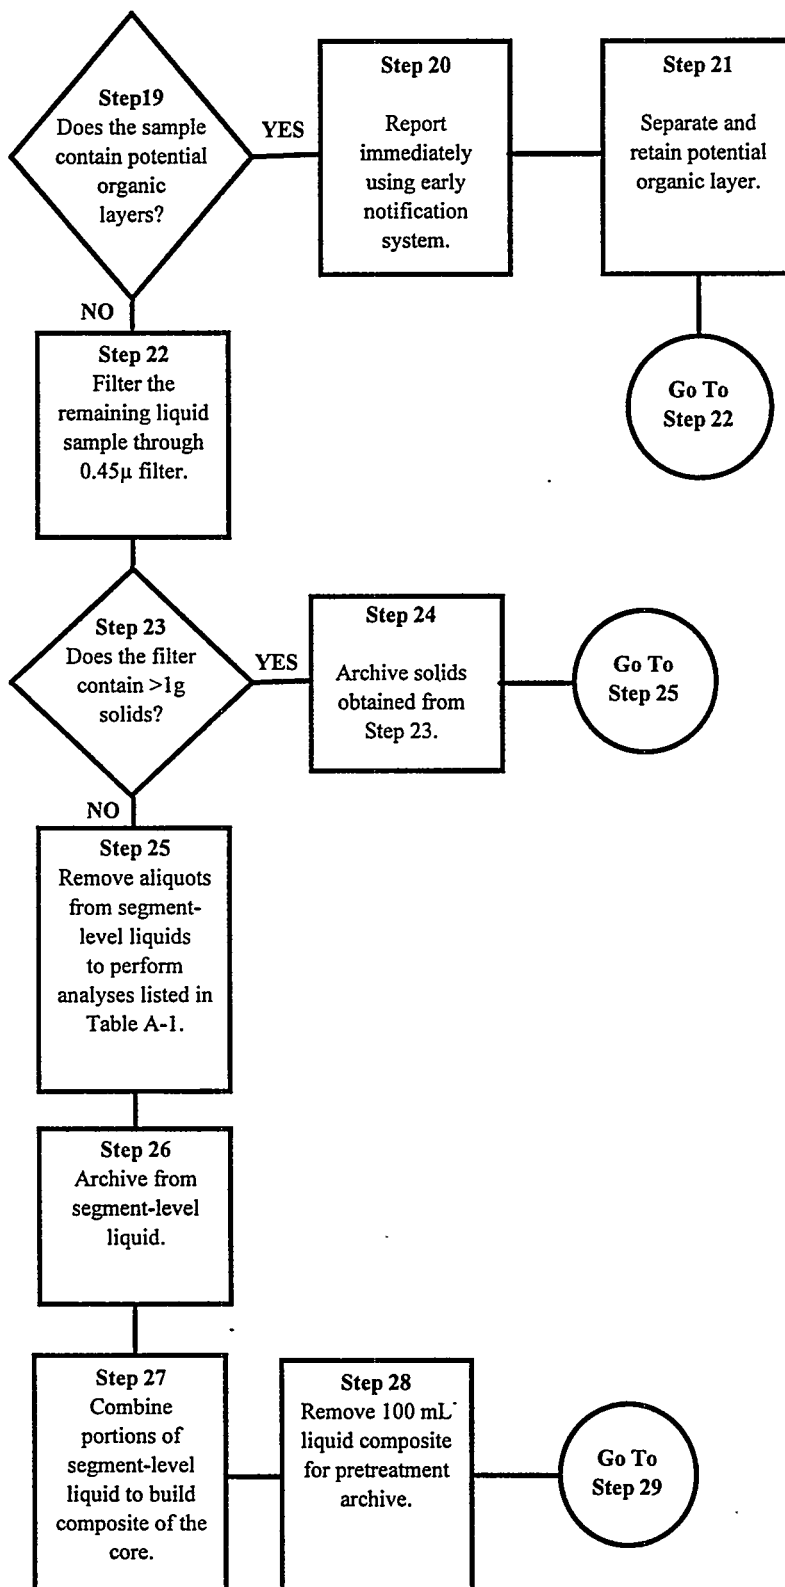 Step19
Does the sample
contain potential
organic
layers?
YES
Step 20
Report
immediately
using early
notification
system.
Step 21
Separate and
retain potential
organic layer.
NO
Go To
Step 22
Step 22
Filter the
remaining liquid
sample through
0.45μ filter.
Step 23
Does the filter
contain >1g
solids?
YES
Step 24
Archive solids
obtained from
Step 23.
Go To
Step 25
NO
Step 25
Remove aliquots
from segment-
level liquids
to perform
analyses listed in
Table A-1.
Step 26
Archive from
segment-level
liquid.
Step 27
Combine
portions of
segment-level
liquid to build
composite of the
core.
Step 28
Remove 100 mL
liquid composite
for pretreatment
archive.
Go To
Step 29